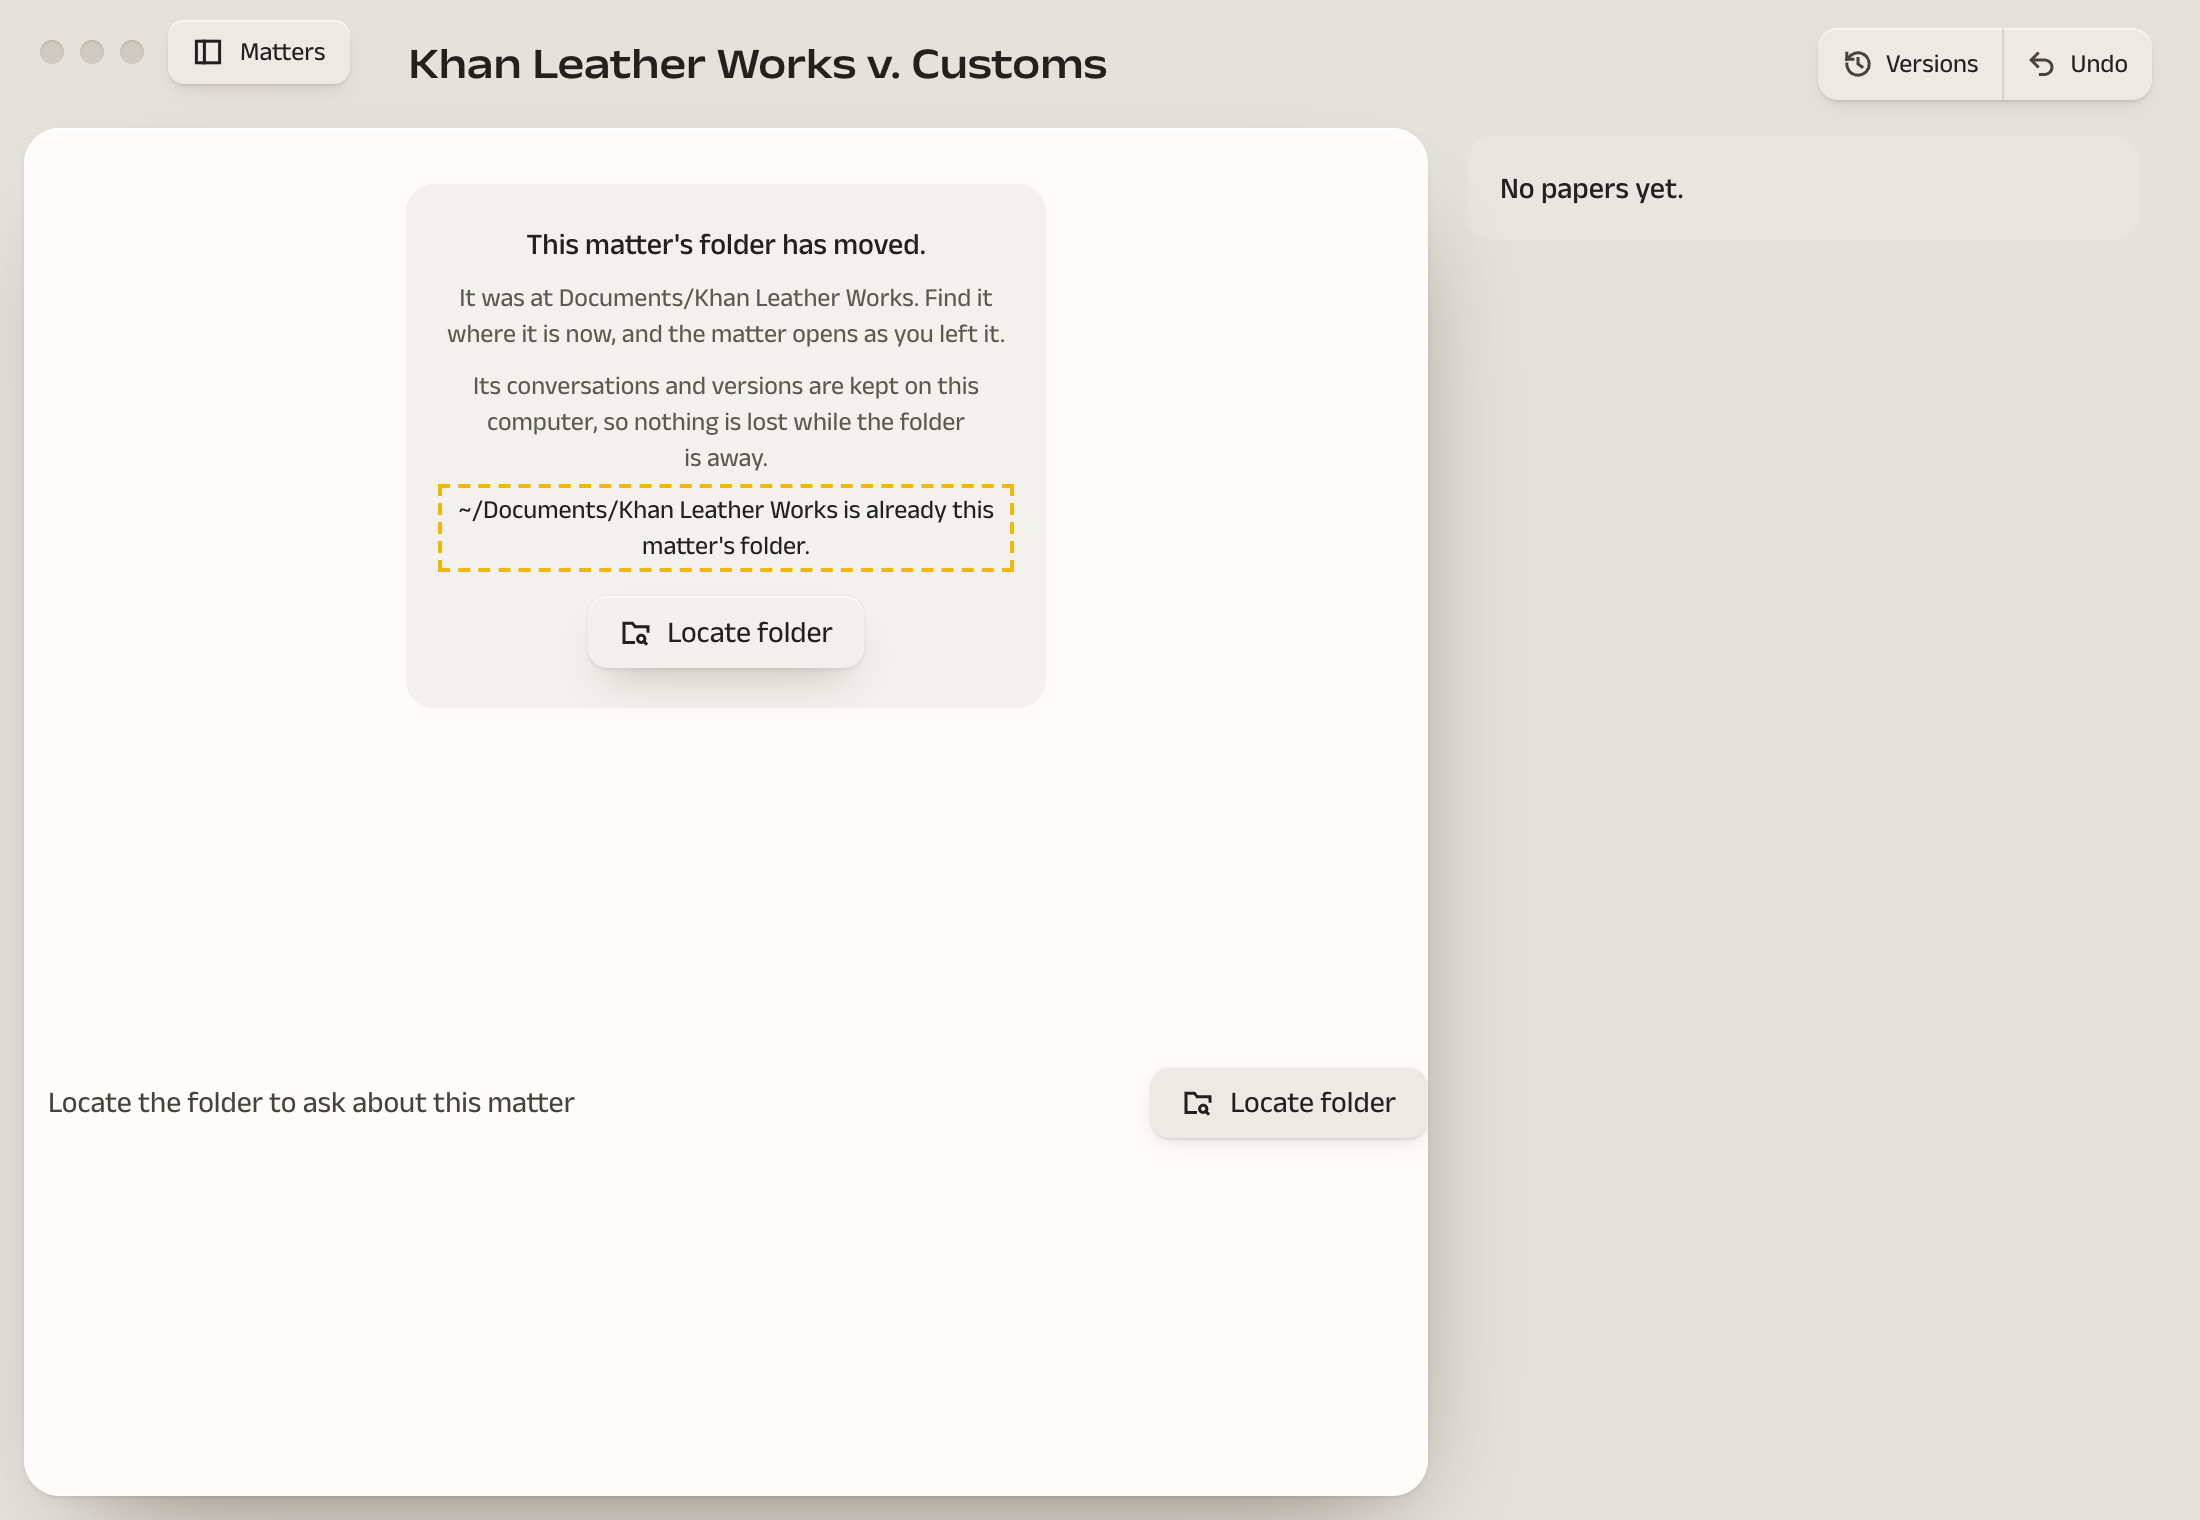 Matters
Khan Leather Works v. Customs
Versions
Undo
This matter's folder has moved.
It was at Documents/Khan Leather Works. Find it
where it is now, and the matter opens as you left it.
Its conversations and versions are kept on this
computer, so nothing is lost while the folder
is away.
~/Documents/Khan Leather Works is already this
matter's folder.
Locate folder
Locate the folder to ask about this matter
Locate folder
No papers yet.